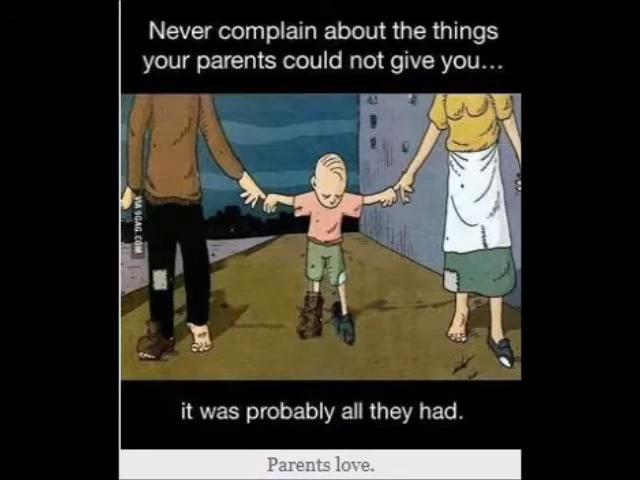 Never complain about the things
your parents could not give you...
VIA 9GAG.COM
it was probably all they had.
Parents love.